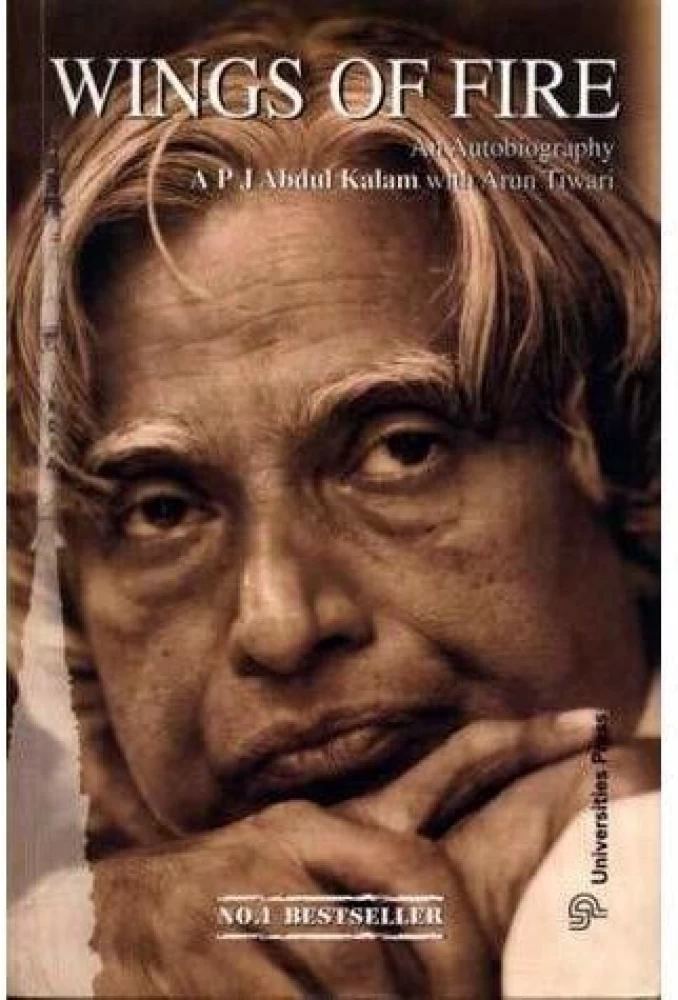 WINGS OF FIRE
An Autobiography
A P J Abdul Kalam with Arun Tiwari
Universities Press
NO.1 BESTSELLER